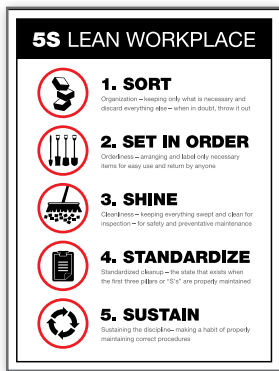 5S LEAN WORKPLACE
1. SORT
Organization – keeping only what is necessary and
discard everything else – when in doubt, throw it out
2. SET IN ORDER
Orderliness – arranging and label only necessary
items for easy use and return by anyone
3. SHINE
Cleanliness – keeping everything swept and clean for
inspection – for safety and preventative maintenance
4. STANDARDIZE
Standardized cleanup – the state that exists when
the first three pillars or "S's" are properly maintained
5. SUSTAIN
Sustaining the discipline – making a habit of properly
maintaining correct procedures